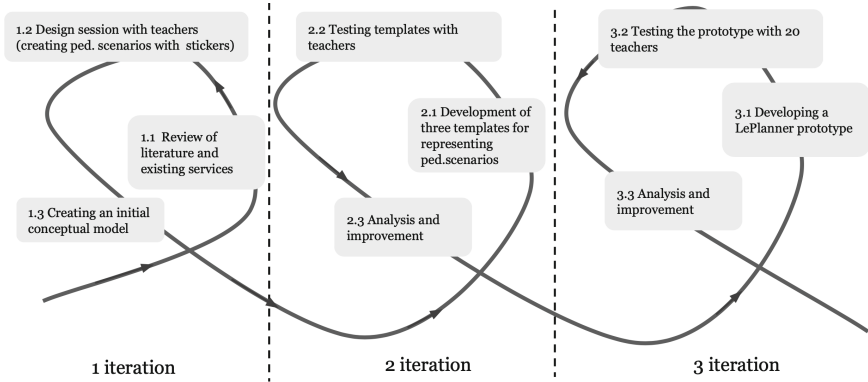 1.2 Design session with teachers
(creating ped. scenarios with stickers)
1.1 Review of
literature and
existing services
1.3 Creating an initial
conceptual model
1 iteration
2.2 Testing templates with
teachers
2.1 Development of
three templates for
representing
ped.scenarios
2.3 Analysis and
improvement
2 iteration
3.2 Testing the prototype with 20
teachers
3.1 Developing a
LePlanner prototype
3.3 Analysis and
improvement
3 iteration